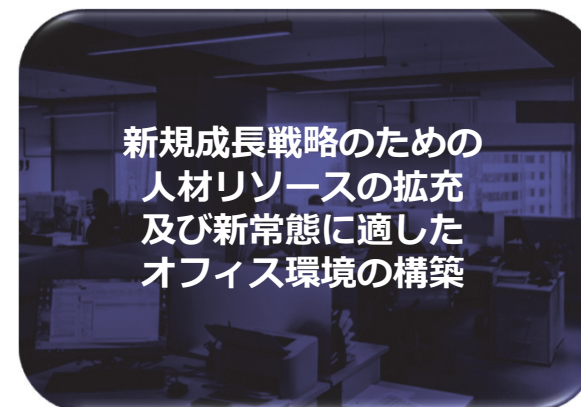 新規成長戦略のための
人材リソースの拡充
及び新常態に適した
オフィス環境の構築